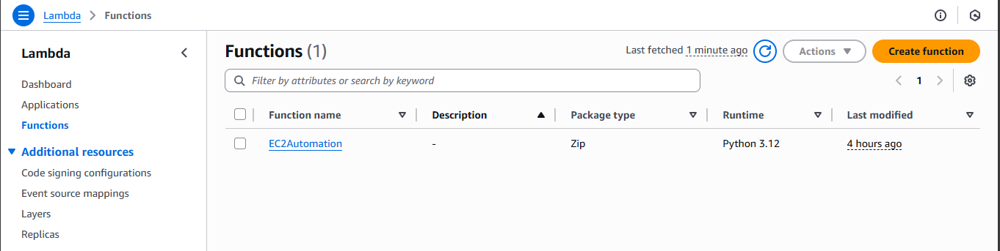 Lambda > Functions
Lambda
Dashboard
Applications
Functions
Additional resources
Code signing configurations
Event source mappings
Layers
Replicas
Functions (1)
Last fetched 1 minute ago
Actions
Create function
Filter by attributes or search by keyword
1
Function name Description Package type Runtime Last modified
EC2Automation - Zip Python 3.12 4 hours ago